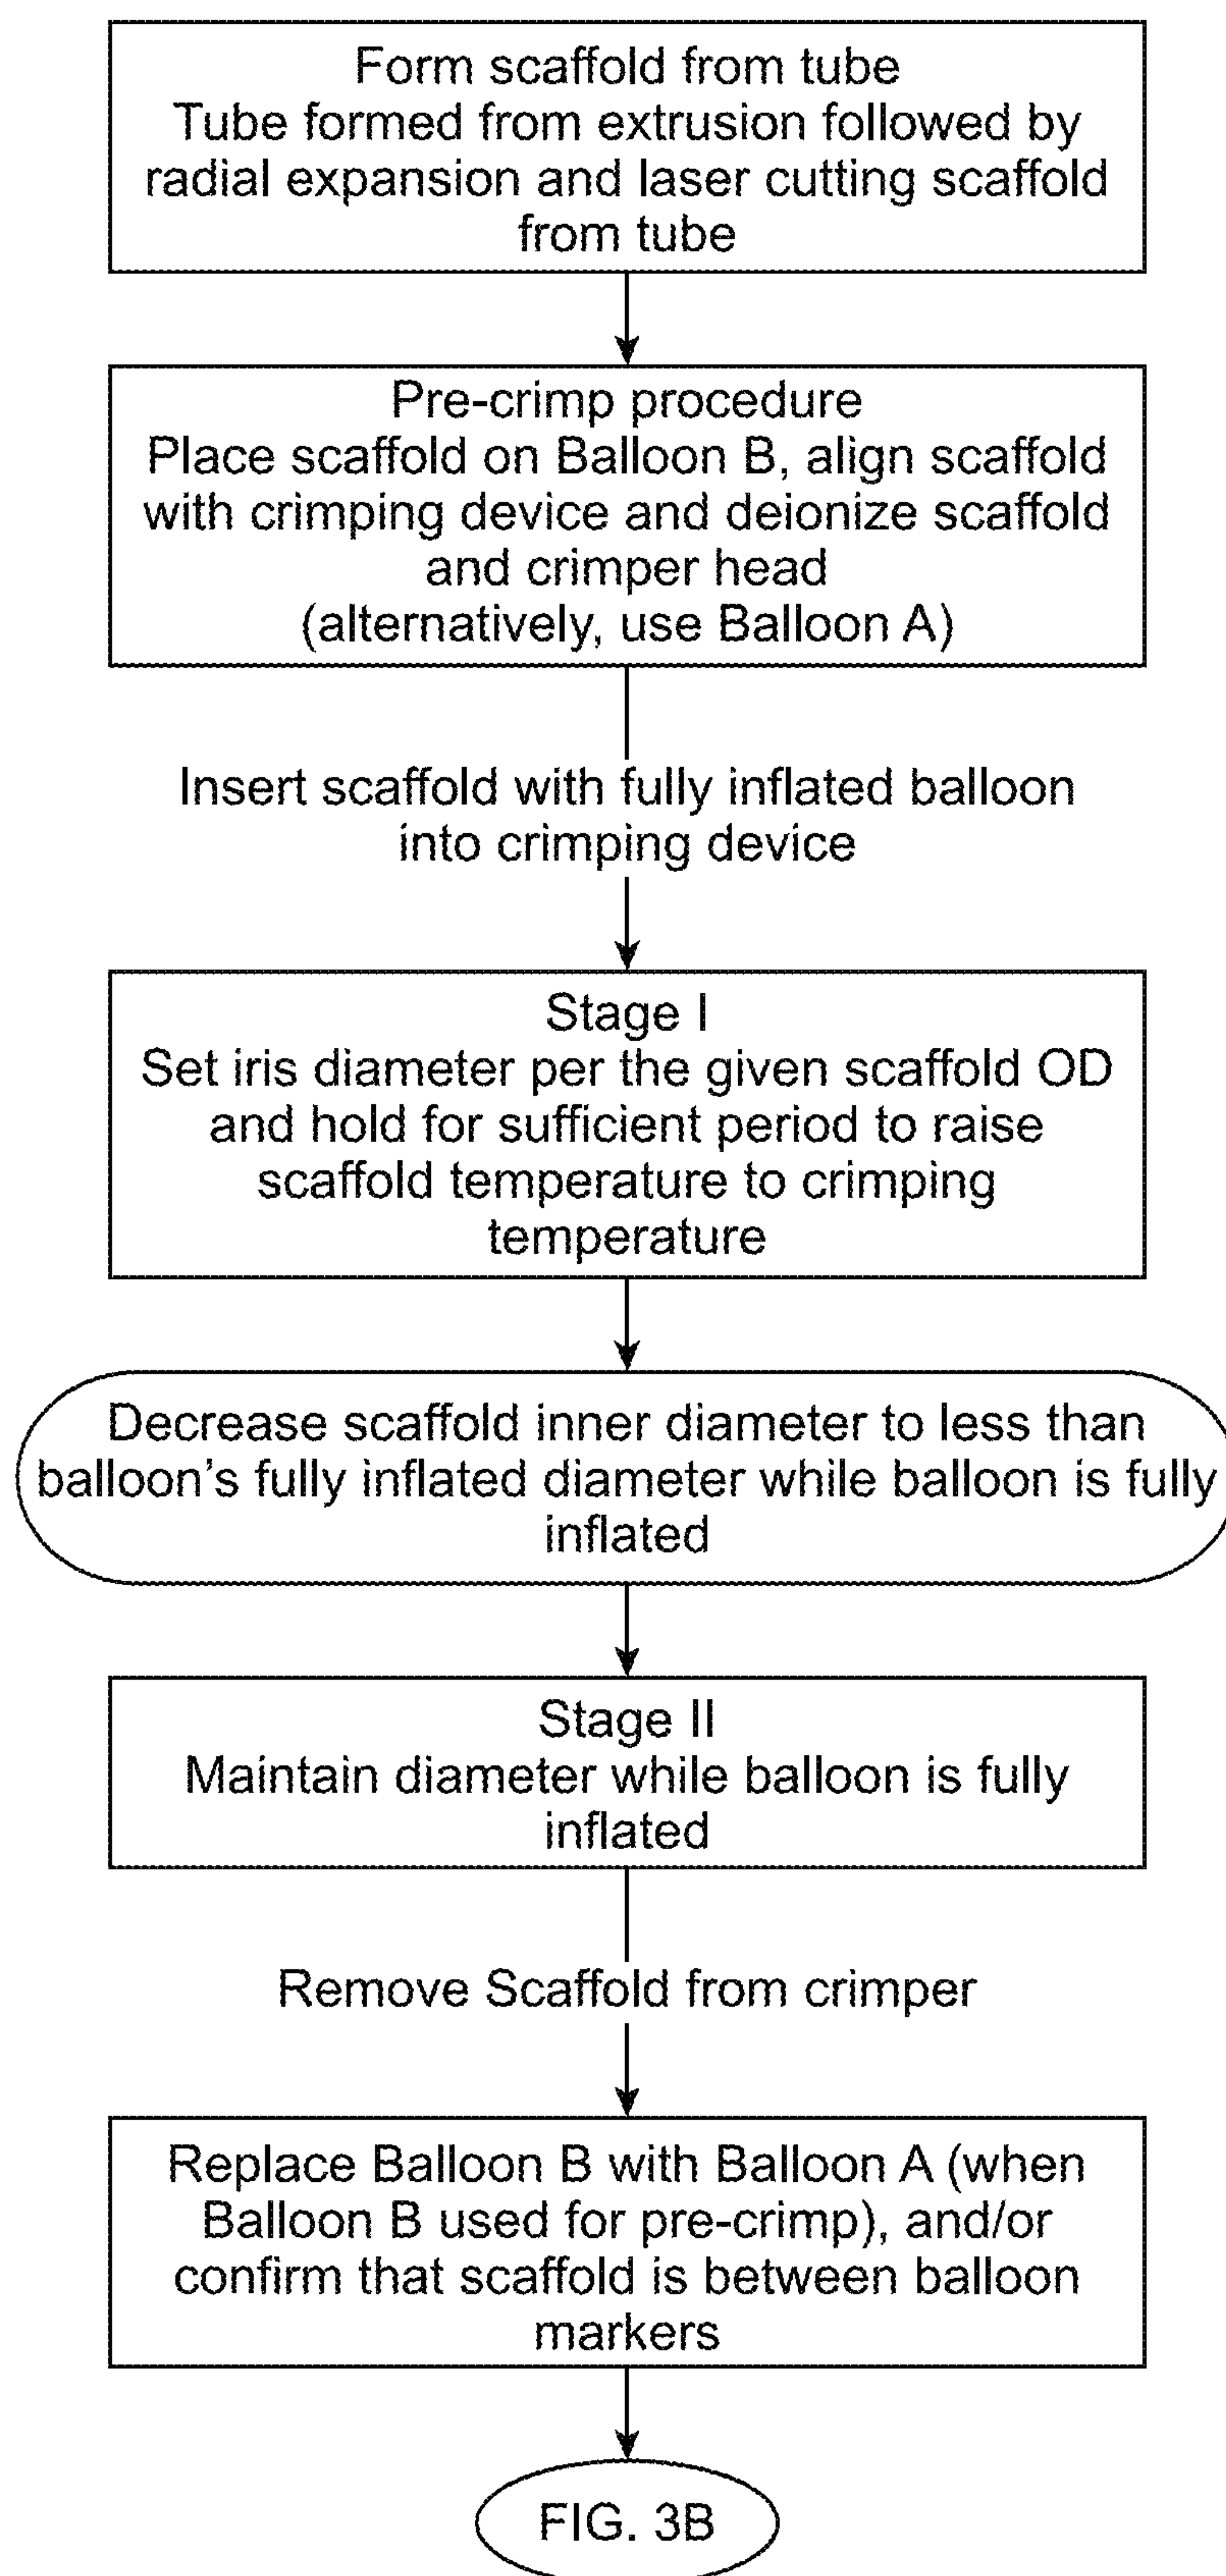 Form scaffold from tube
Tube formed from extrusion followed by
radial expansion and laser cutting scaffold
from tube
Pre-crimp procedure
Place scaffold on Balloon B, align scaffold
with crimping device and deionize scaffold
and crimper head
(alternatively, use Balloon A)
Insert scaffold with fully inflated balloon
into crimping device
Stage I
Set iris diameter per the given scaffold OD
and hold for sufficient period to raise
scaffold temperature to crimping
temperature
Decrease scaffold inner diameter to less than
balloon's fully inflated diameter while balloon is fully
inflated
Stage II
Maintain diameter while balloon is fully
inflated
Remove Scaffold from crimper
Replace Balloon B with Balloon A (when
Balloon B used for pre-crimp), and/or
confirm that scaffold is between balloon
markers
FIG. 3B